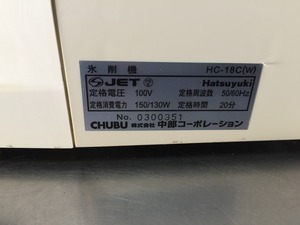 氷削機 HC-18C(W)
JET Hatsuyuki
定格電圧 100V 定格周波数 50/60Hz
定格消費電力 150/130W 定格時間 20分
No. 0300351
CHUBU 株式会社 中部コーポレーション